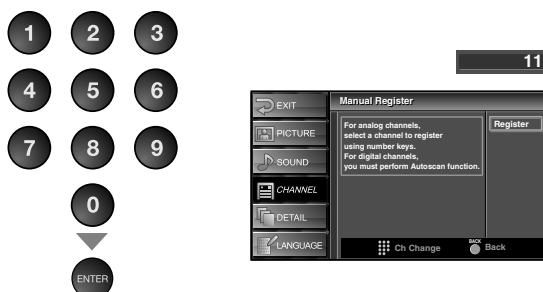 1 2 3
4 5 6
7 8 9
0
ENTER
11
EXIT
PICTURE
SOUND
CHANNEL
DETAIL
LANGUAGE
Manual Register
For analog channels,
select a channel to register
using number keys.
For digital channels,
you must perform Autoscan function.
Register
Ch Change
BACK
Back